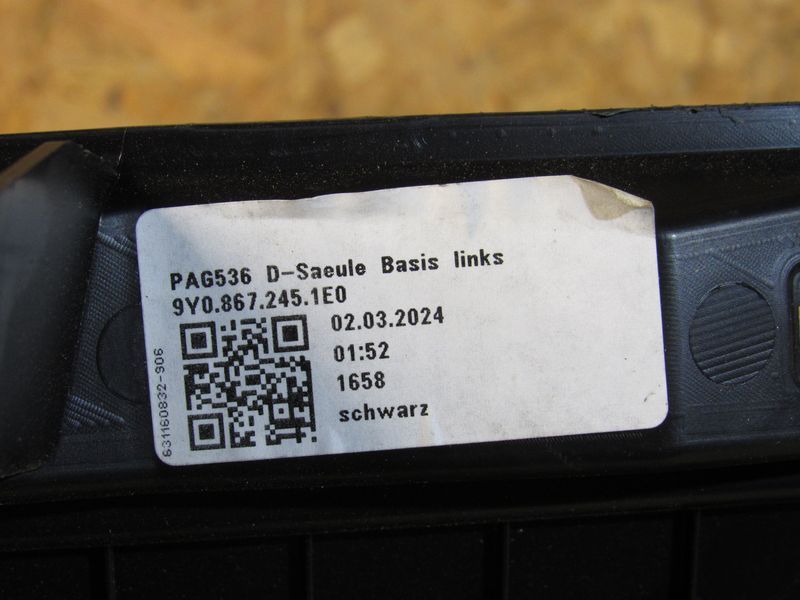 PAG536 D-Saeule Basis links
9Y0.867.245.1E0
02.03.2024
01:52
1658
schwarz
631160832-906